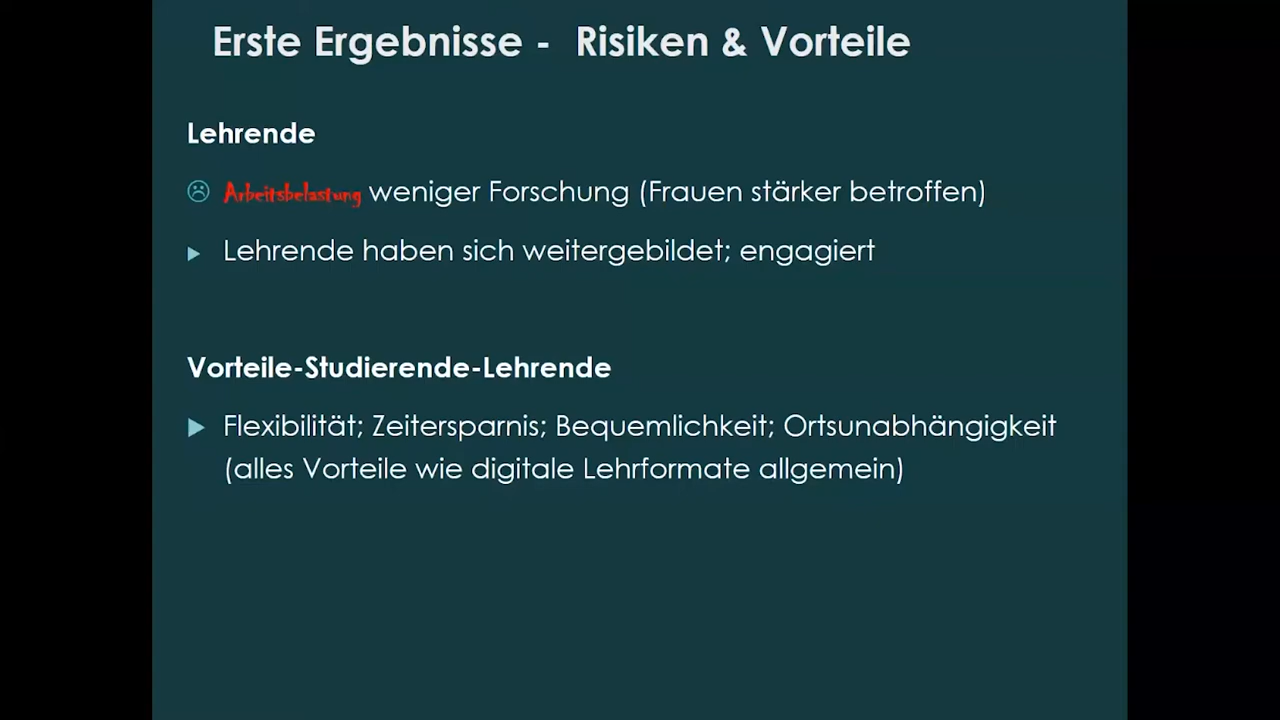 Erste Ergebnisse - Risiken & Vorteile
Lehrende
Arbeitsbelastung weniger Forschung (Frauen stärker betroffen)
Lehrende haben sich weitergebildet; engagiert
Vorteile-Studierende-Lehrende
Flexibilität; Zeitersparnis; Bequemlichkeit; Ortsunabhängigkeit
(alles Vorteile wie digitale Lehrformate allgemein)